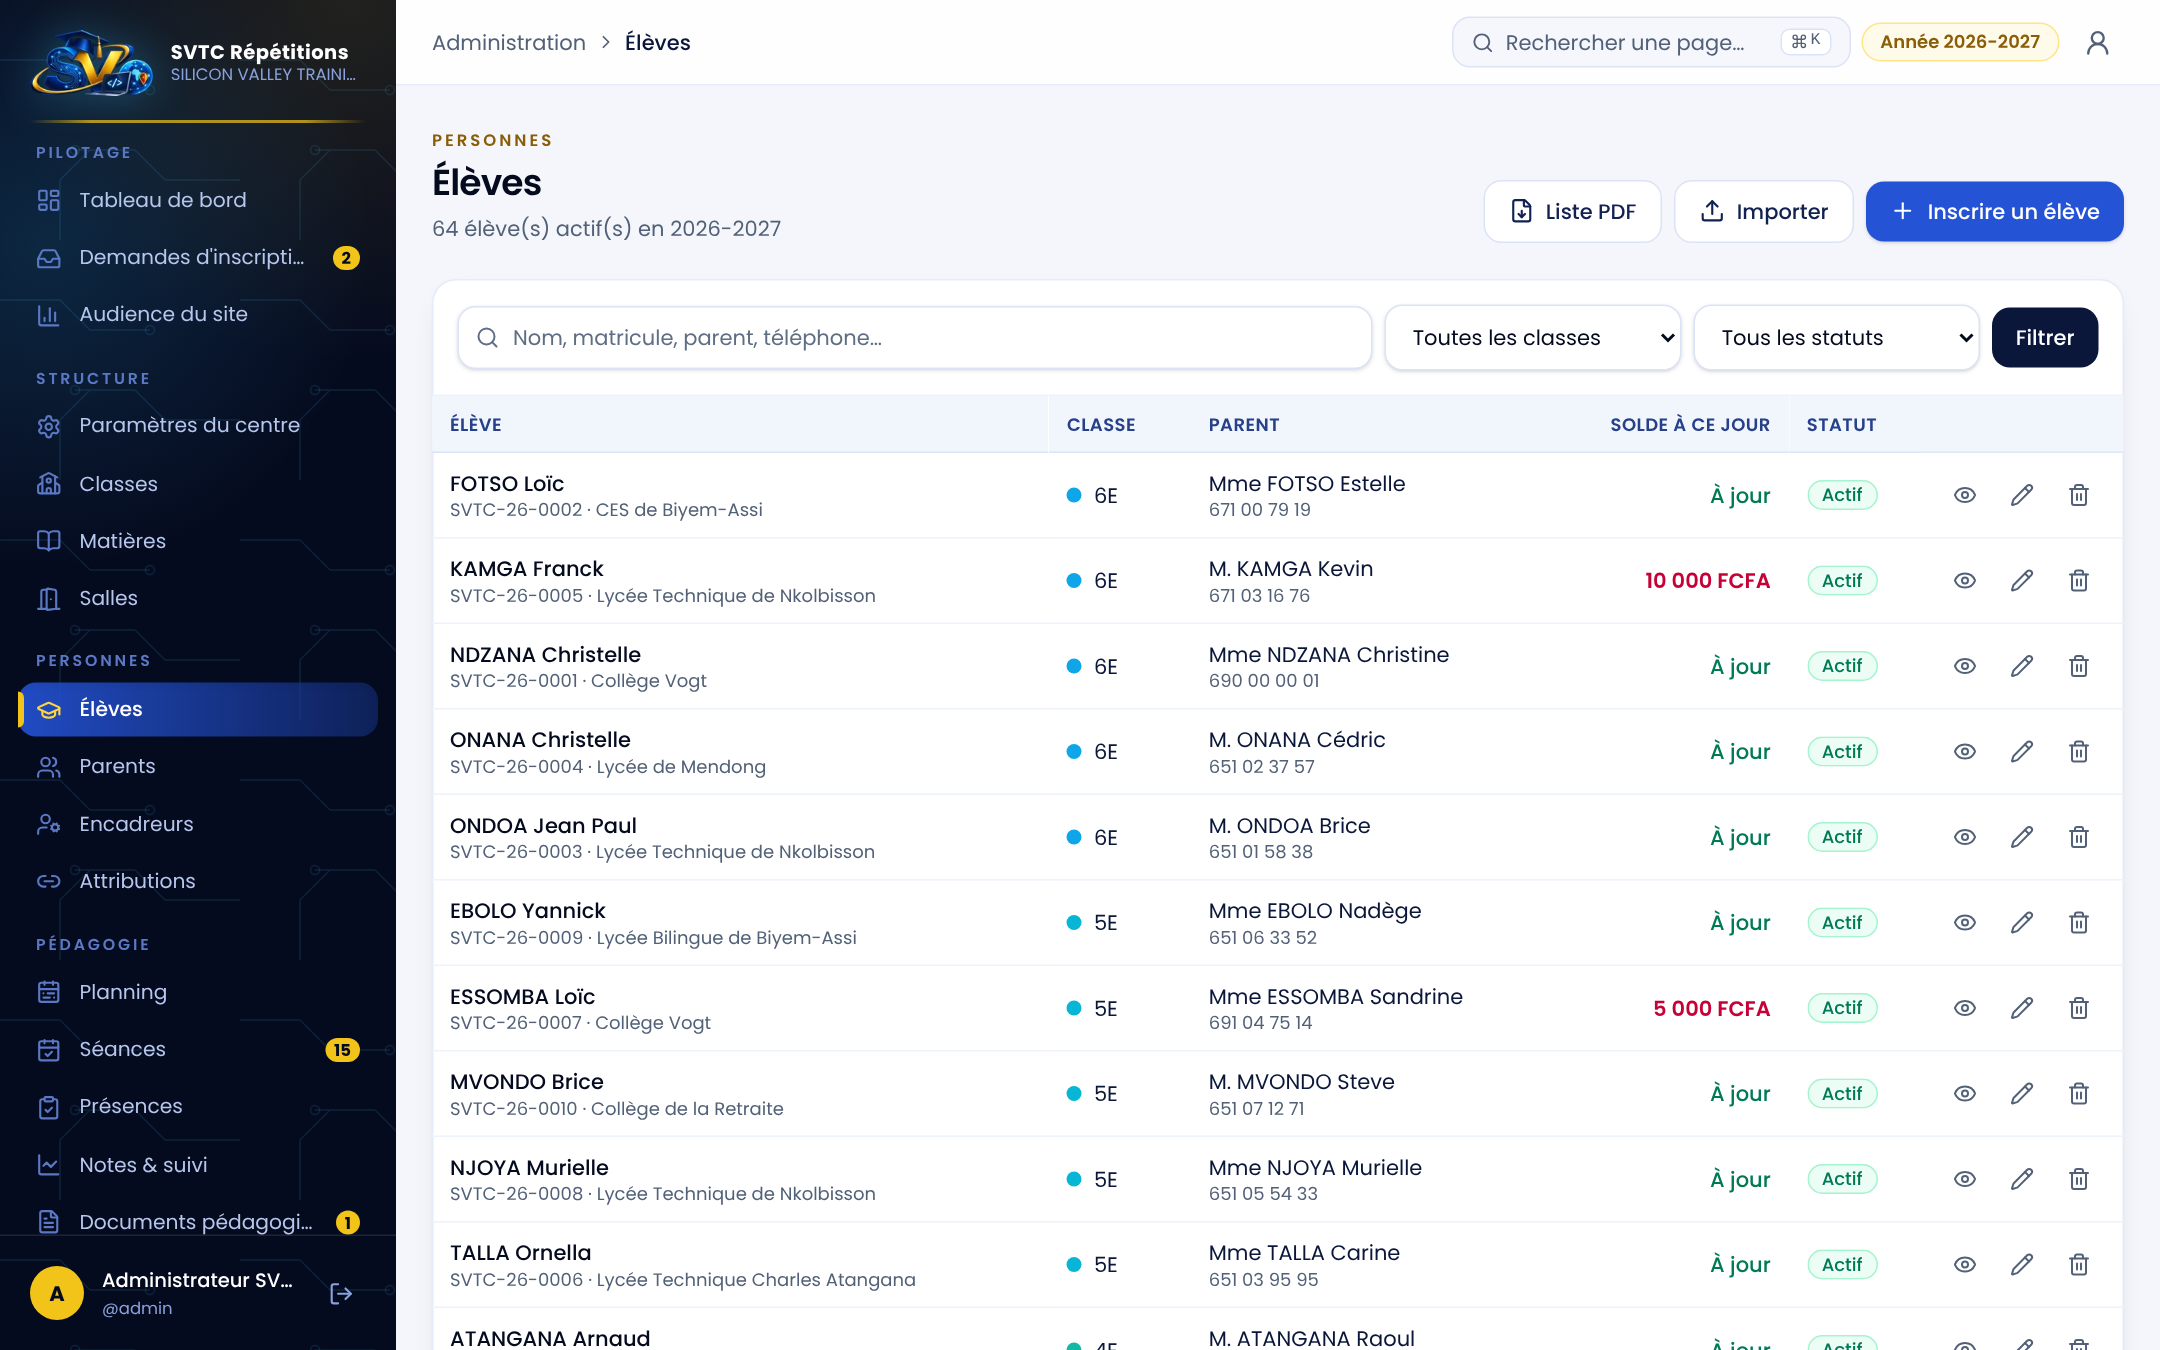 SVTC Répétitions
SILICON VALLEY TRAINI...
PILOTAGE
Tableau de bord
Demandes d'inscripti... 2
Audience du site
STRUCTURE
Paramètres du centre
Classes
Matières
Salles
PERSONNES
Élèves
Parents
Encadreurs
Attributions
PÉDAGOGIE
Planning
Séances 15
Présences
Notes & suivi
Documents pédagogi... 1
A
Administrateur SV...
@admin
Administration > Élèves
Rechercher une page... ⌘K
Année 2026-2027
PERSONNES
Élèves
64 élève(s) actif(s) en 2026-2027
Liste PDF
Importer
+ Inscrire un élève
Nom, matricule, parent, téléphone...
Toutes les classes
Tous les statuts
Filtrer
ÉLÈVE CLASSE PARENT SOLDE À CE JOUR STATUT
FOTSO Loïc 6E Mme FOTSO Estelle À jour Actif
SVTC-26-0002 · CES de Biyem-Assi 671 00 79 19
KAMGA Franck 6E M. KAMGA Kevin 10 000 FCFA Actif
SVTC-26-0005 · Lycée Technique de Nkolbisson 671 03 16 76
NDZANA Christelle 6E Mme NDZANA Christine À jour Actif
SVTC-26-0001 · Collège Vogt 690 00 00 01
ONANA Christelle 6E M. ONANA Cédric À jour Actif
SVTC-26-0004 · Lycée de Mendong 651 02 37 57
ONDOA Jean Paul 6E M. ONDOA Brice À jour Actif
SVTC-26-0003 · Lycée Technique de Nkolbisson 651 01 58 38
EBOLO Yannick 5E Mme EBOLO Nadège À jour Actif
SVTC-26-0009 · Lycée Bilingue de Biyem-Assi 651 06 33 52
ESSOMBA Loïc 5E Mme ESSOMBA Sandrine 5 000 FCFA Actif
SVTC-26-0007 · Collège Vogt 691 04 75 14
MVONDO Brice 5E M. MVONDO Steve À jour Actif
SVTC-26-0010 · Collège de la Retraite 651 07 12 71
NJOYA Murielle 5E Mme NJOYA Murielle À jour Actif
SVTC-26-0008 · Lycée Technique de Nkolbisson 651 05 54 33
TALLA Ornella 5E Mme TALLA Carine À jour Actif
SVTC-26-0006 · Lycée Technique Charles Atangana 651 03 95 95
ATANGANA Arnaud 4E M. ATANGANA Raoul À jour Actif